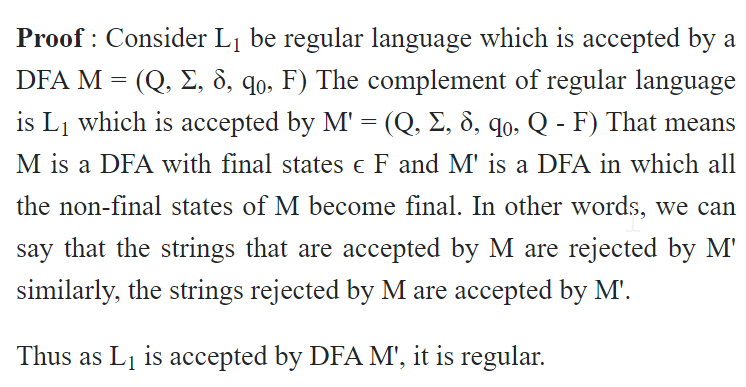 Proof : Consider L₁ be regular language which is accepted by a
DFA M = (Q, Σ, δ, q₀, F) The complement of regular language
is L₁ which is accepted by M' = (Q, Σ, δ, q₀, Q - F) That means
M is a DFA with final states ϵ F and M' is a DFA in which all
the non-final states of M become final. In other words, we can
say that the strings that are accepted by M are rejected by M'
similarly, the strings rejected by M are accepted by M'.
Thus as L₁ is accepted by DFA M', it is regular.